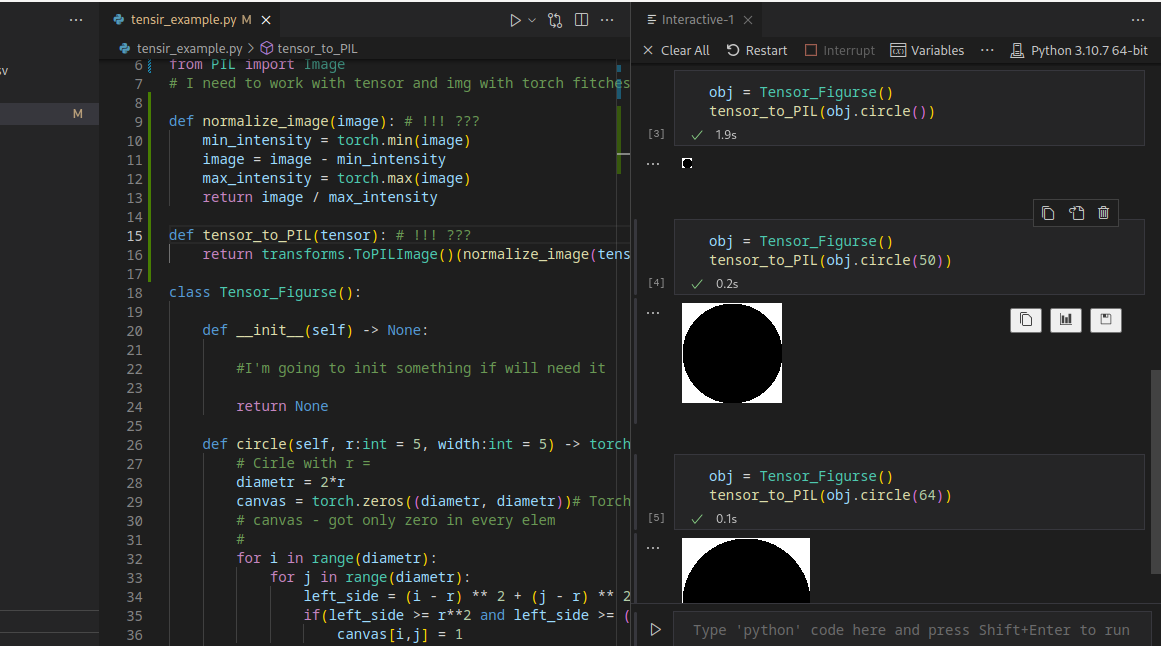 tensir_example.py M
tensir_example.py > tensor_to_PIL
6 from PIL import Image
7 # I need to work with tensor and img with torch fitches
8
9 def normalize_image(image): # !!! ???
10 min_intensity = torch.min(image)
11 image = image - min_intensity
12 max_intensity = torch.max(image)
13 return image / max_intensity
14
15 def tensor_to_PIL(tensor): # !!! ???
16 return transforms.ToPILImage()(normalize_image(tens
17
18 class Tensor_Figurse():
19
20 def __init__(self) -> None:
21
22 #I'm going to init something if will need it
23
24 return None
25
26 def circle(self, r:int = 5, width:int = 5) -> torch
27 # Cirle with r =
28 diametr = 2*r
29 canvas = torch.zeros((diametr, diametr))# Torch
30 # canvas - got only zero in every elem
31 #
32 for i in range(diametr):
33 for j in range(diametr):
34 left_side = (i - r) ** 2 + (j - r) ** 2
35 if(left_side >= r**2 and left_side >= (
36 canvas[i,j] = 1
sv
M
Interactive-1
Clear All Restart Interrupt Variables ... Python 3.10.7 64-bit
obj = Tensor_Figurse()
tensor_to_PIL(obj.circle())
[3] 1.9s
obj = Tensor_Figurse()
tensor_to_PIL(obj.circle(50))
[4] 0.2s
obj = Tensor_Figurse()
tensor_to_PIL(obj.circle(64))
[5] 0.1s
Type 'python' code here and press Shift+Enter to run